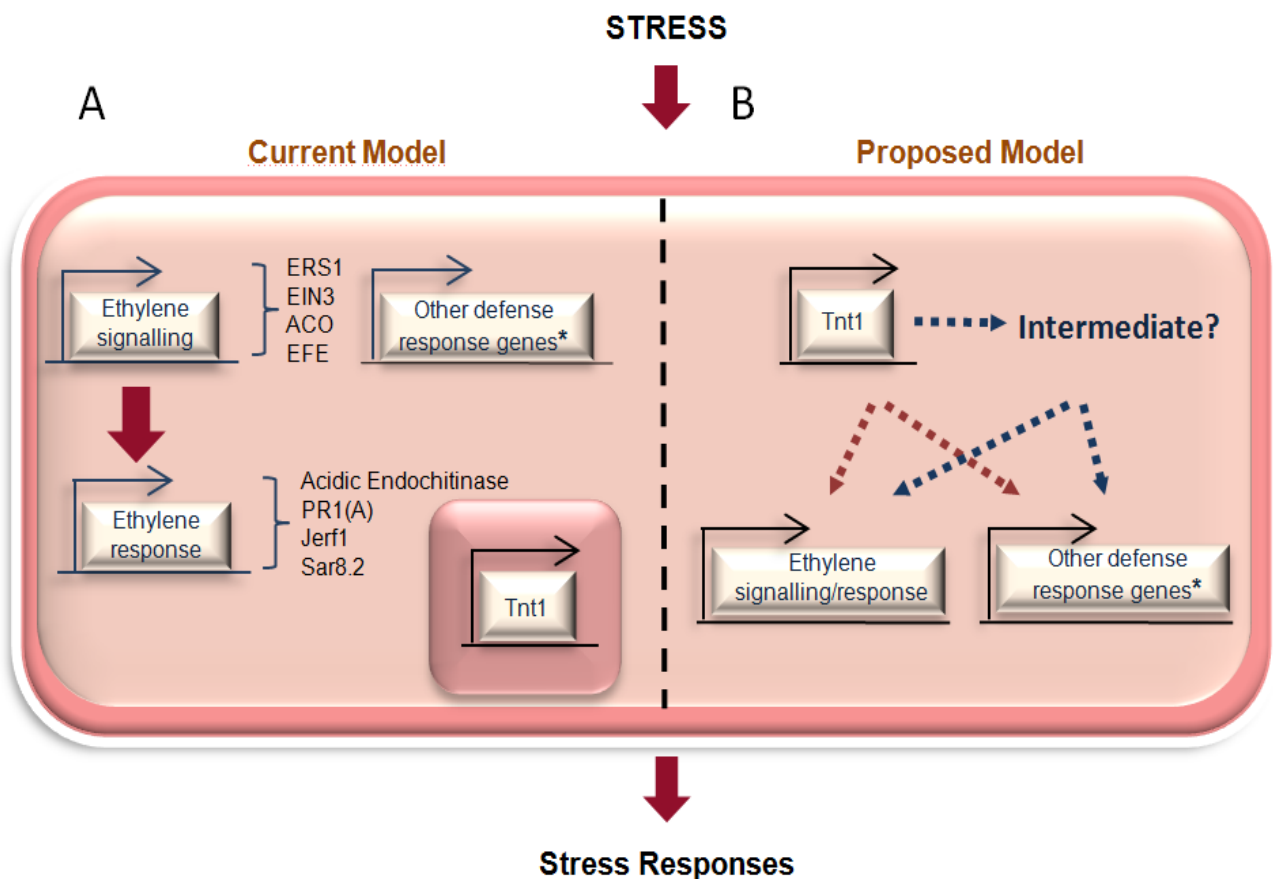 STRESS
A
B
Current Model
Proposed Model
Ethylene
signalling
ERS1
EIN3
ACO
EFE
Other defense
response genes*
Ethylene
response
Acidic Endochitinase
PR1(A)
Jerf1
Sar8.2
Tnt1
Tnt1
Intermediate?
Ethylene
signalling/response
Other defense
response genes*
Stress Responses